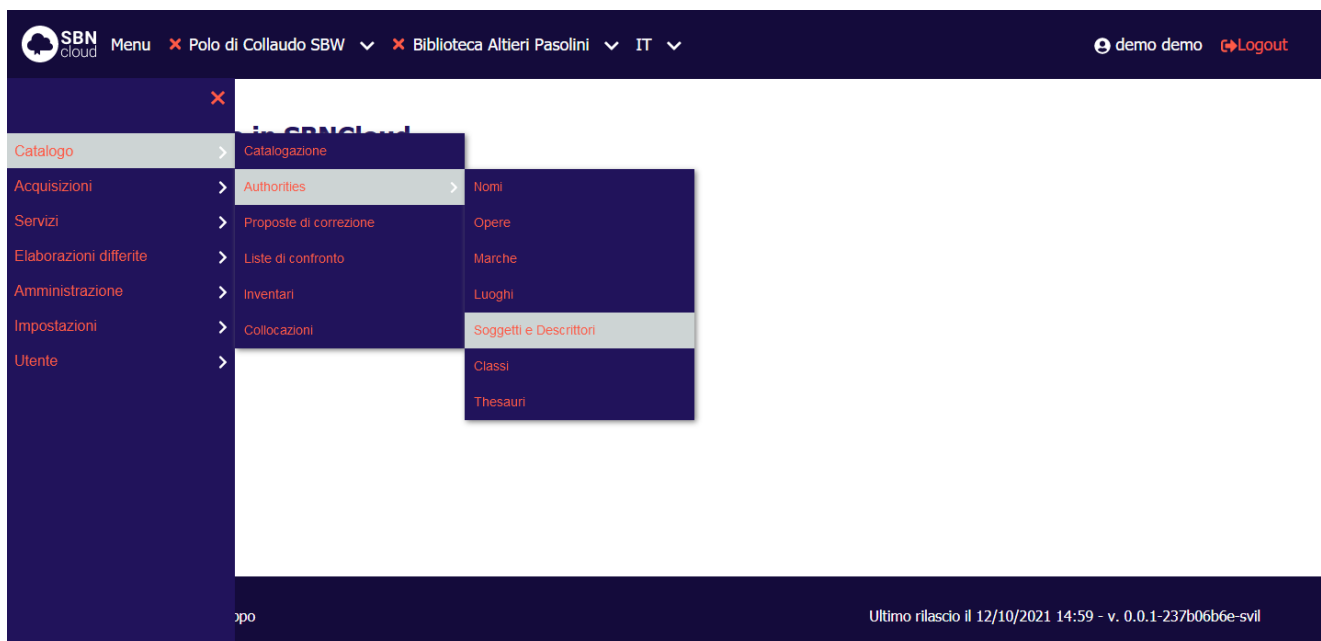 SBN cloud Menu Polo di Collaudo SBW Biblioteca Altieri Pasolini IT demo demo Logout
in SBNCloud
Catalogo
Acquisizioni
Servizi
Elaborazioni differite
Amministrazione
Impostazioni
Utente
Catalogazione
Authorities
Proposte di correzione
Liste di confronto
Inventari
Collocazioni
Nomi
Opere
Marche
Luoghi
Soggetti e Descrittori
Classi
Thesauri
Ultimo rilascio il 12/10/2021 14:59 - v. 0.0.1-237b06b6e-svil